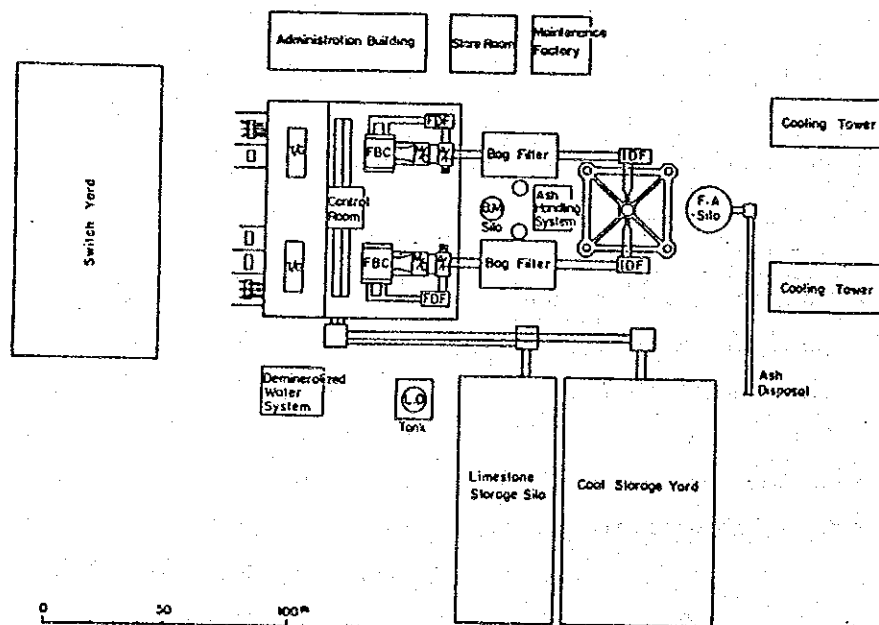 Administration Building
Store Room
Maintenance
Factory
Switch Yard
Cooling Tower
FDF
FBC
Bag Filter
IDF
Control
Room
B.M
Silo
Ash
Handling
System
F.A
Silo
FBC
FDF
Bag Filter
IDF
Cooling Tower
Demineralized
Water
System
L.O
Tank
Ash
Disposal
Limestone
Storage Silo
Coal Storage Yard
0 50 100 m